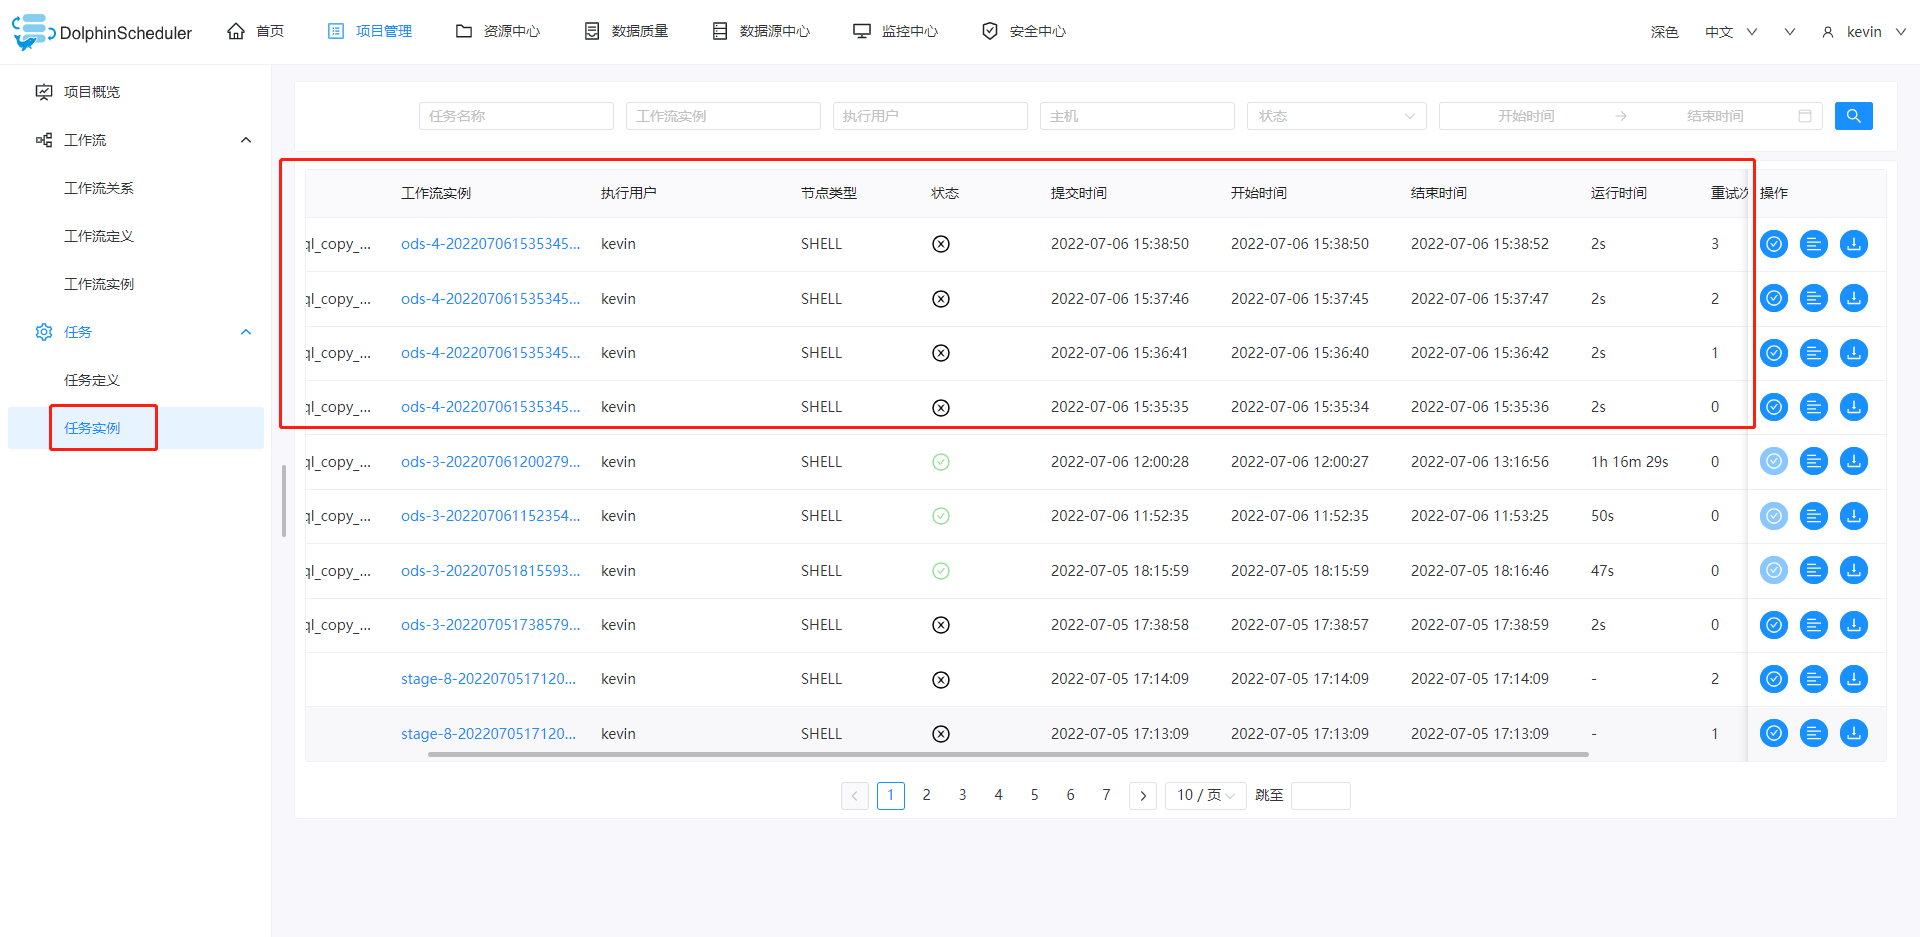 DolphinScheduler 首页 项目管理 资源中心 数据质量 数据源中心 监控中心 安全中心 深色 中文 kevin
项目概览
工作流
工作流关系
工作流定义
工作流实例
任务
任务定义
任务实例
任务名称 工作流实例 执行用户 主机 状态 开始时间 结束时间
工作流实例 执行用户 节点类型 状态 提交时间 开始时间 结束时间 运行时间 重试次 操作
ql_copy_... ods-4-202207061535345... kevin SHELL 2022-07-06 15:38:50 2022-07-06 15:38:50 2022-07-06 15:38:52 2s 3
ql_copy_... ods-4-202207061535345... kevin SHELL 2022-07-06 15:37:46 2022-07-06 15:37:45 2022-07-06 15:37:47 2s 2
ql_copy_... ods-4-202207061535345... kevin SHELL 2022-07-06 15:36:41 2022-07-06 15:36:40 2022-07-06 15:36:42 2s 1
ql_copy_... ods-4-202207061535345... kevin SHELL 2022-07-06 15:35:35 2022-07-06 15:35:34 2022-07-06 15:35:36 2s 0
ql_copy_... ods-3-202207061200279... kevin SHELL 2022-07-06 12:00:28 2022-07-06 12:00:27 2022-07-06 13:16:56 1h 16m 29s 0
ql_copy_... ods-3-202207061152354... kevin SHELL 2022-07-06 11:52:35 2022-07-06 11:52:35 2022-07-06 11:53:25 50s 0
ql_copy_... ods-3-202207051815593... kevin SHELL 2022-07-05 18:15:59 2022-07-05 18:15:59 2022-07-05 18:16:46 47s 0
ql_copy_... ods-3-202207051738579... kevin SHELL 2022-07-05 17:38:58 2022-07-05 17:38:57 2022-07-05 17:38:59 2s 0
stage-8-2022070517120... kevin SHELL 2022-07-05 17:14:09 2022-07-05 17:14:09 2022-07-05 17:14:09 - 2
stage-8-2022070517120... kevin SHELL 2022-07-05 17:13:09 2022-07-05 17:13:09 2022-07-05 17:13:09 - 1
1 2 3 4 5 6 7 10 / 页 跳至